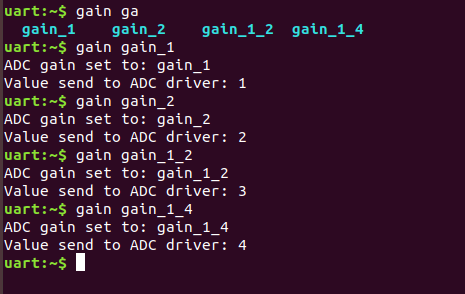 uart:~$ gain ga
gain_1 gain_2 gain_1_2 gain_1_4
uart:~$ gain gain_1
ADC gain set to: gain_1
Value send to ADC driver: 1
uart:~$ gain gain_2
ADC gain set to: gain_2
Value send to ADC driver: 2
uart:~$ gain gain_1_2
ADC gain set to: gain_1_2
Value send to ADC driver: 3
uart:~$ gain gain_1_4
ADC gain set to: gain_1_4
Value send to ADC driver: 4
uart:~$